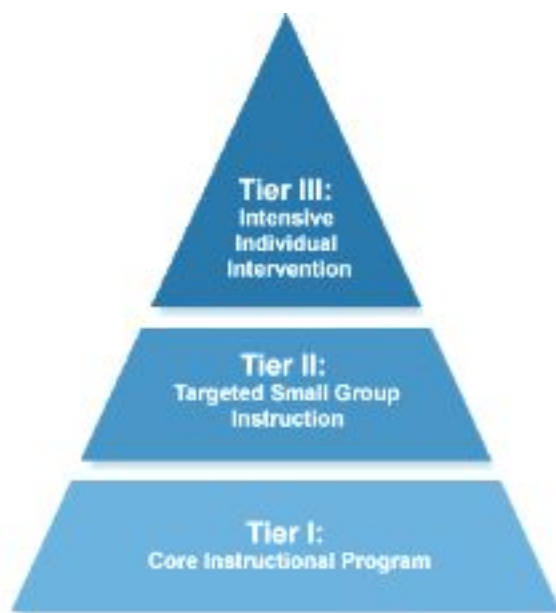 Tier III:
Intensive
Individual
Intervention
Tier II:
Targeted Small Group
Instruction
Tier I:
Core Instructional Program